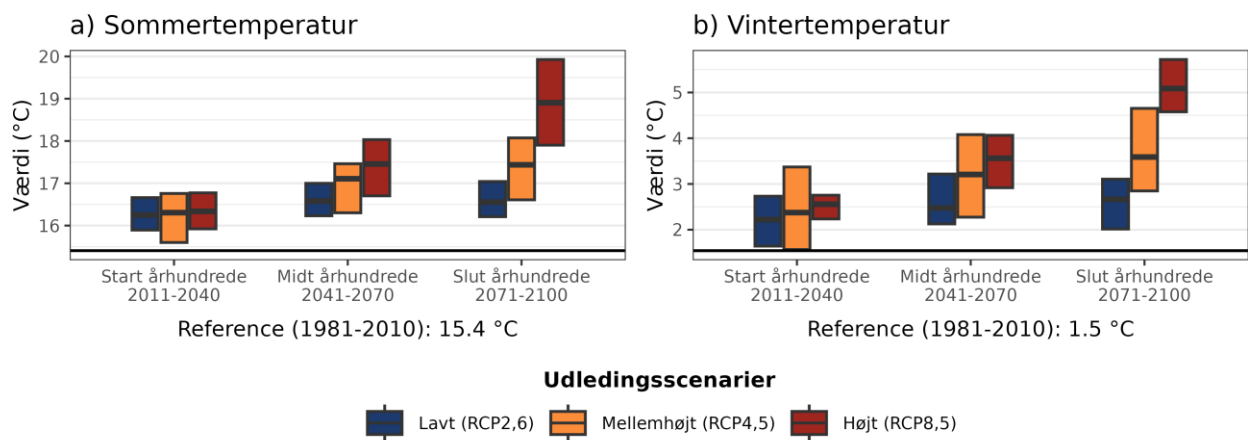 a) Sommertemperatur
Værdi (°C)
20
19
18
17
16
Start århundrede
2011-2040
Midt århundrede
2041-2070
Slut århundrede
2071-2100
Reference (1981-2010): 15.4 °C
b) Vintertemperatur
Værdi (°C)
5
4
3
2
Start århundrede
2011-2040
Midt århundrede
2041-2070
Slut århundrede
2071-2100
Reference (1981-2010): 1.5 °C
Udledingsscenarier
Lavt (RCP2,6)
Mellemhøjt (RCP4,5)
Højt (RCP8,5)